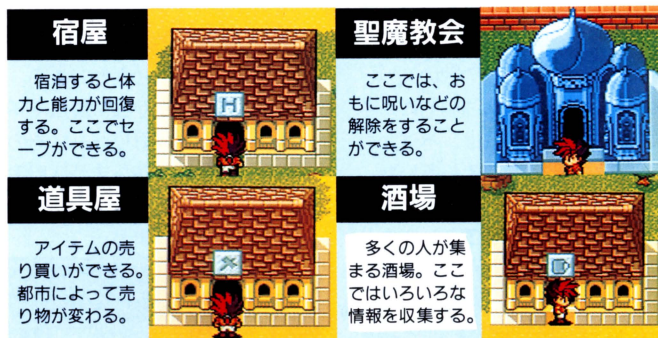 宿屋
宿泊すると体
力と能力が回復
する。ここでセ
ーブができる。
H
聖魔教会
ここでは、お
もに呪いなどの
解除をすること
ができる。
道具屋
アイテムの売
り買いができる。
都市によって売
り物が変わる。
酒場
多くの人が集
まる酒場。ここ
ではいろいろな
情報を収集する。